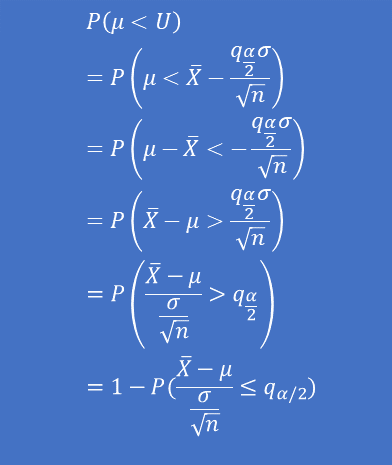 P(μ < U)
= P(μ < X̄ − q_{α/2}σ/√n)
= P(μ − X̄ < −q_{α/2}σ/√n)
= P(X̄ − μ > q_{α/2}σ/√n)
= P((X̄ − μ)/(σ/√n) > q_{α/2})
= 1 − P((X̄ − μ)/(σ/√n) ≤ q_{α/2})